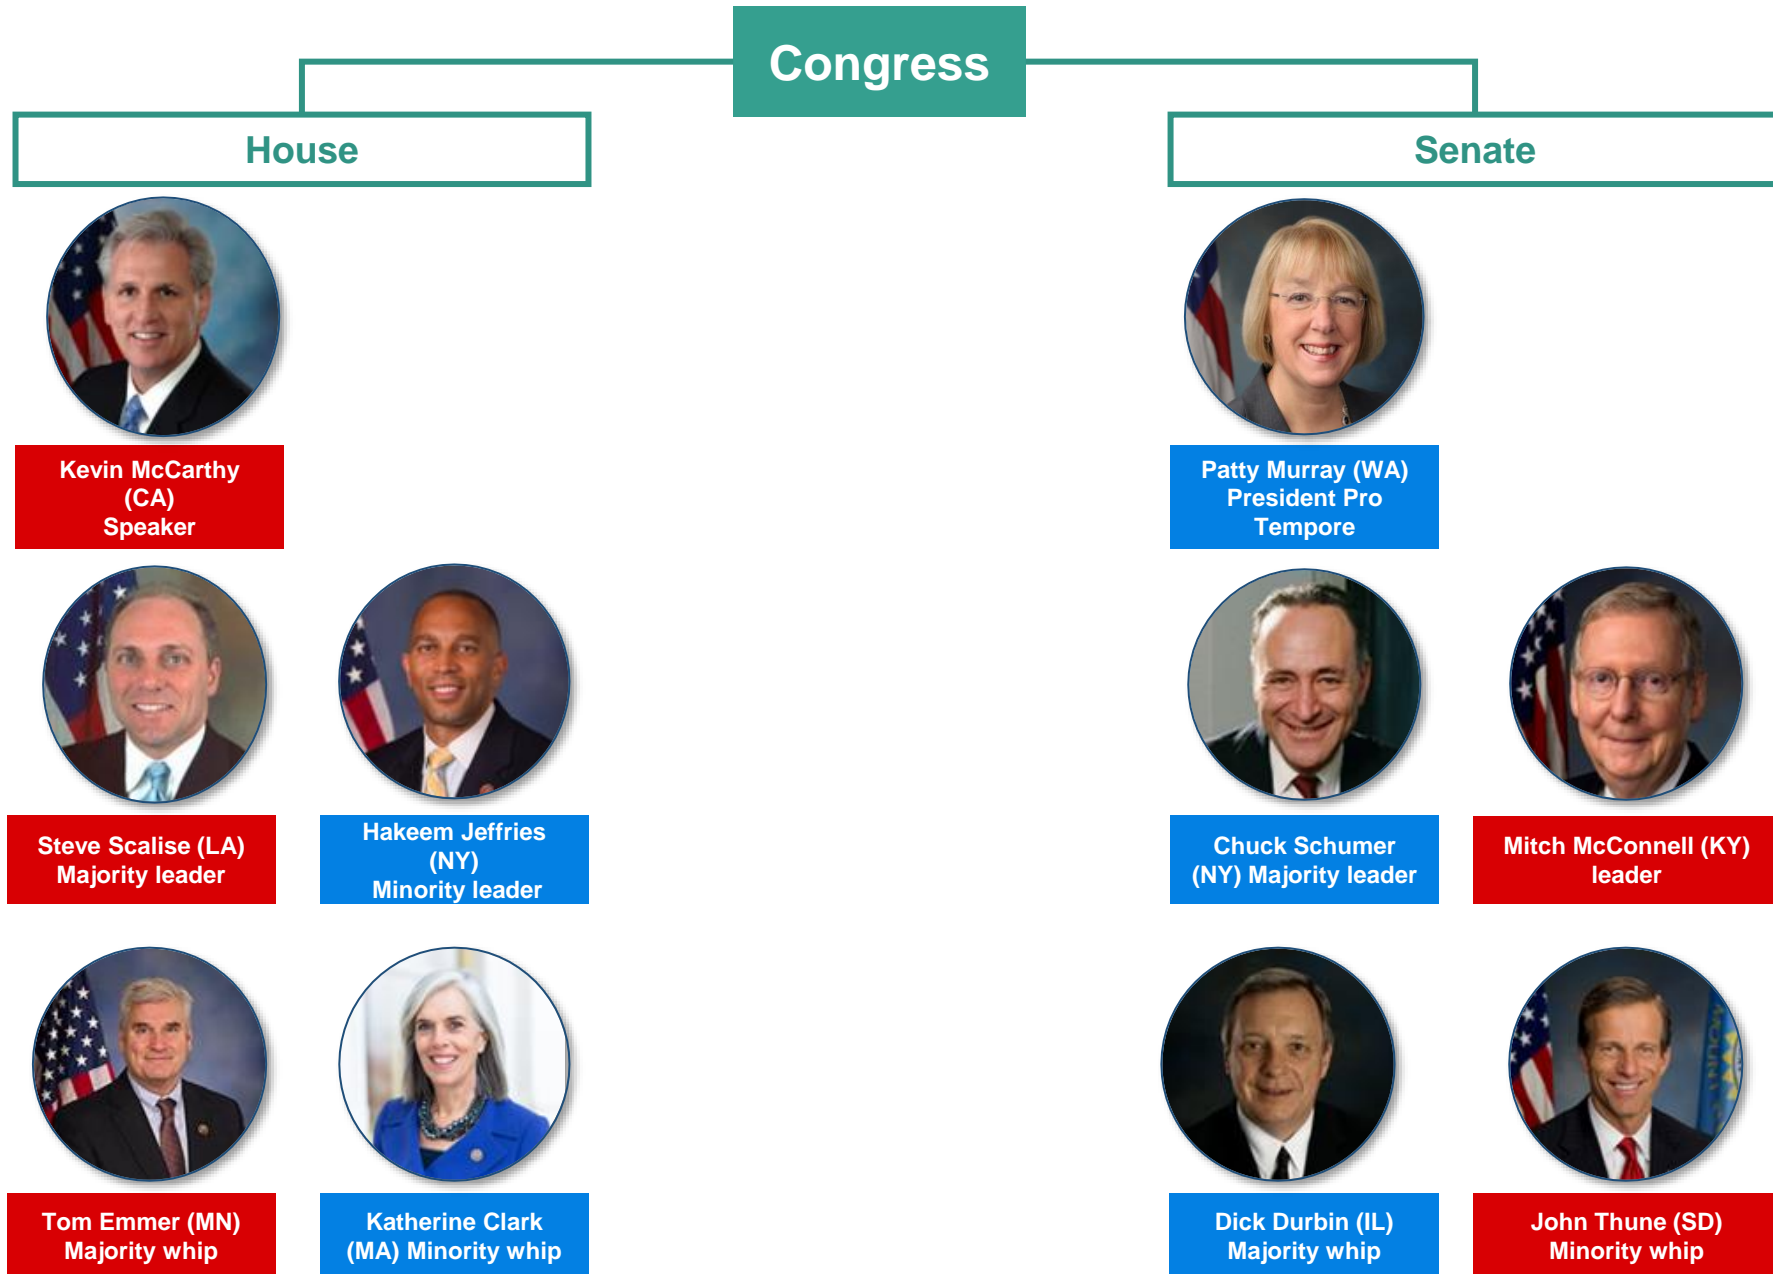 Congress
House
Senate
Kevin McCarthy
(CA)
Speaker
Patty Murray (WA)
President Pro
Tempore
Steve Scalise (LA)
Majority leader
Hakeem Jeffries
(NY)
Minority leader
Chuck Schumer
(NY) Majority leader
Mitch McConnell (KY)
leader
Tom Emmer (MN)
Majority whip
Katherine Clark
(MA) Minority whip
Dick Durbin (IL)
Majority whip
John Thune (SD)
Minority whip